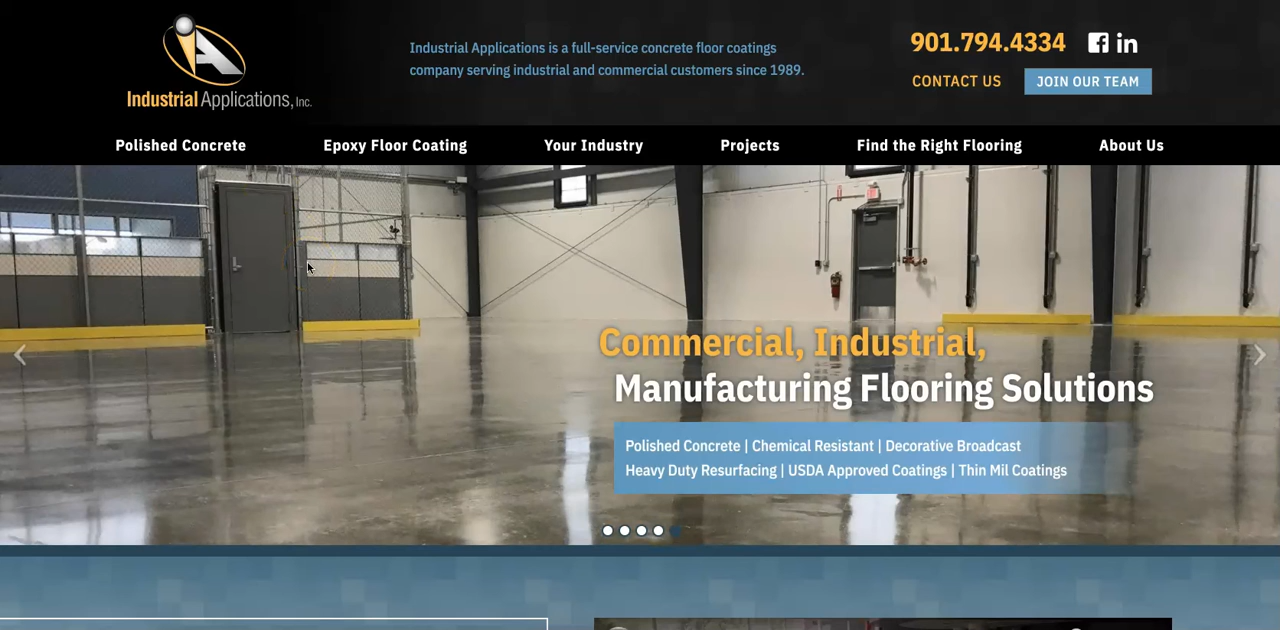 Industrial Applications, Inc.
Industrial Applications is a full-service concrete floor coatings
company serving industrial and commercial customers since 1989.
901.794.4334
CONTACT US
JOIN OUR TEAM
Polished Concrete
Epoxy Floor Coating
Your Industry
Projects
Find the Right Flooring
About Us
Commercial, Industrial,
Manufacturing Flooring Solutions
Polished Concrete | Chemical Resistant | Decorative Broadcast
Heavy Duty Resurfacing | USDA Approved Coatings | Thin Mil Coatings